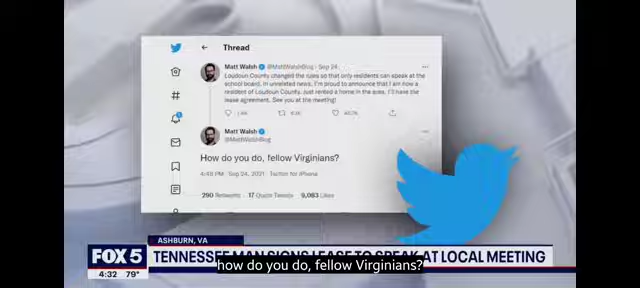 Thread
Matt Walsh @MattWalshBlog · Sep 24
Loudoun County changed the rules so that only residents can speak at the
school board. In unrelated news, I'm proud to announce that I am now a
resident of Loudoun County. Just rented a home in the area. I'll have the
lease agreement. See you at the meeting!
Matt Walsh
@MattWalshBlog
How do you do, fellow Virginians?
4:49 PM · Sep 24, 2021 · Twitter for iPhone
290 Retweets 17 Quote Tweets 9,083 Likes
ASHBURN, VA
FOX 5
4:32 79°
TENNESSEE MAN SIGNS LEASE TO SPEAK AT LOCAL MEETING
how do you do, fellow Virginians?